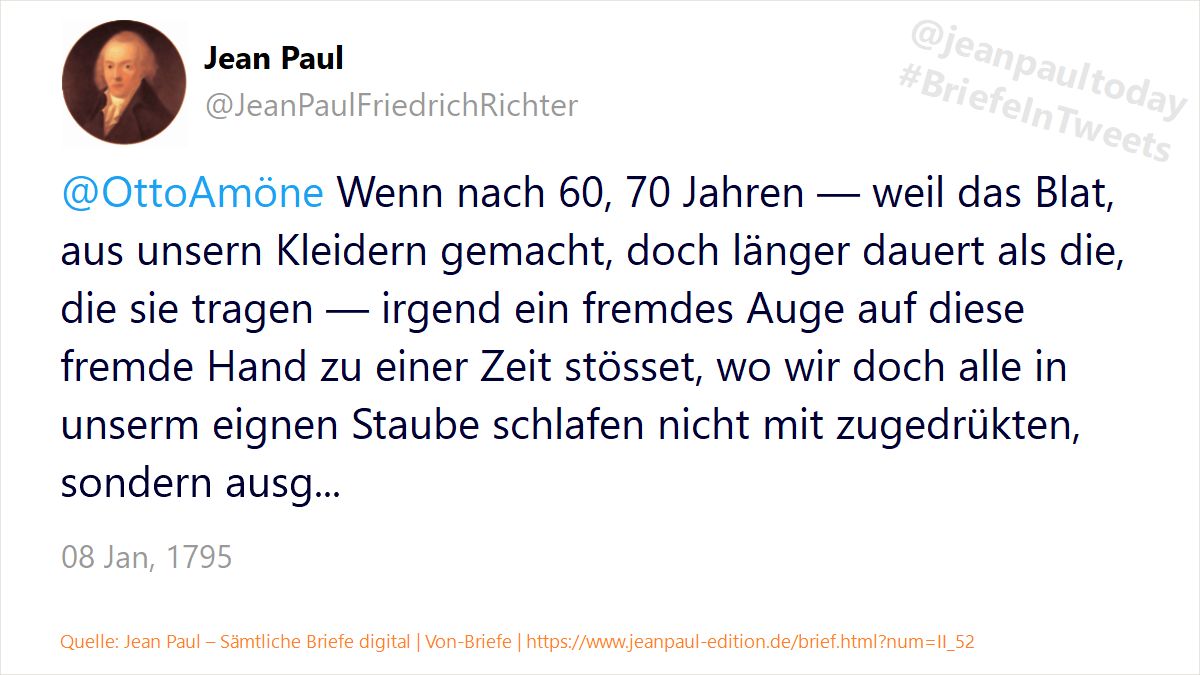 Jean Paul
@JeanPaulFriedrichRichter
@jeanpaultoday
#BriefeInTweets
@OttoAmöne Wenn nach 60, 70 Jahren — weil das Blat,
aus unsern Kleidern gemacht, doch länger dauert als die,
die sie tragen — irgend ein fremdes Auge auf diese
fremde Hand zu einer Zeit stösset, wo wir doch alle in
unserm eignen Staube schlafen nicht mit zugedrükten,
sondern ausg...
08 Jan, 1795
Quelle: Jean Paul – Sämtliche Briefe digital | Von-Briefe | https://www.jeanpaul-edition.de/brief.html?num=II_52